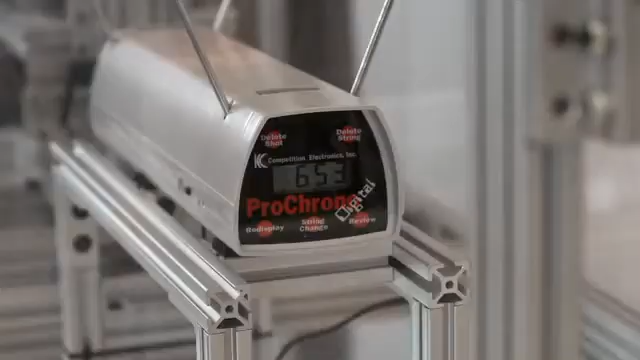 Delete Shot
Delete String
Competition Electronics, Inc.
653
ProChrono
Digital
Redisplay
String Change
Review